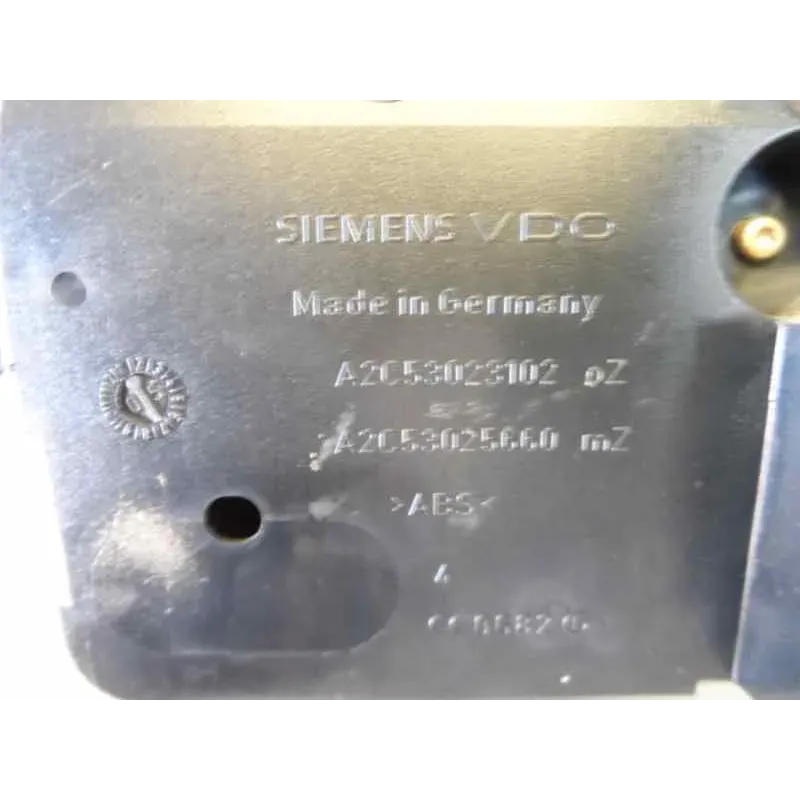 SIEMENS VDO
Made in Germany
A2C53023102 oZ
A2C53025660 mZ
>ABS<
4